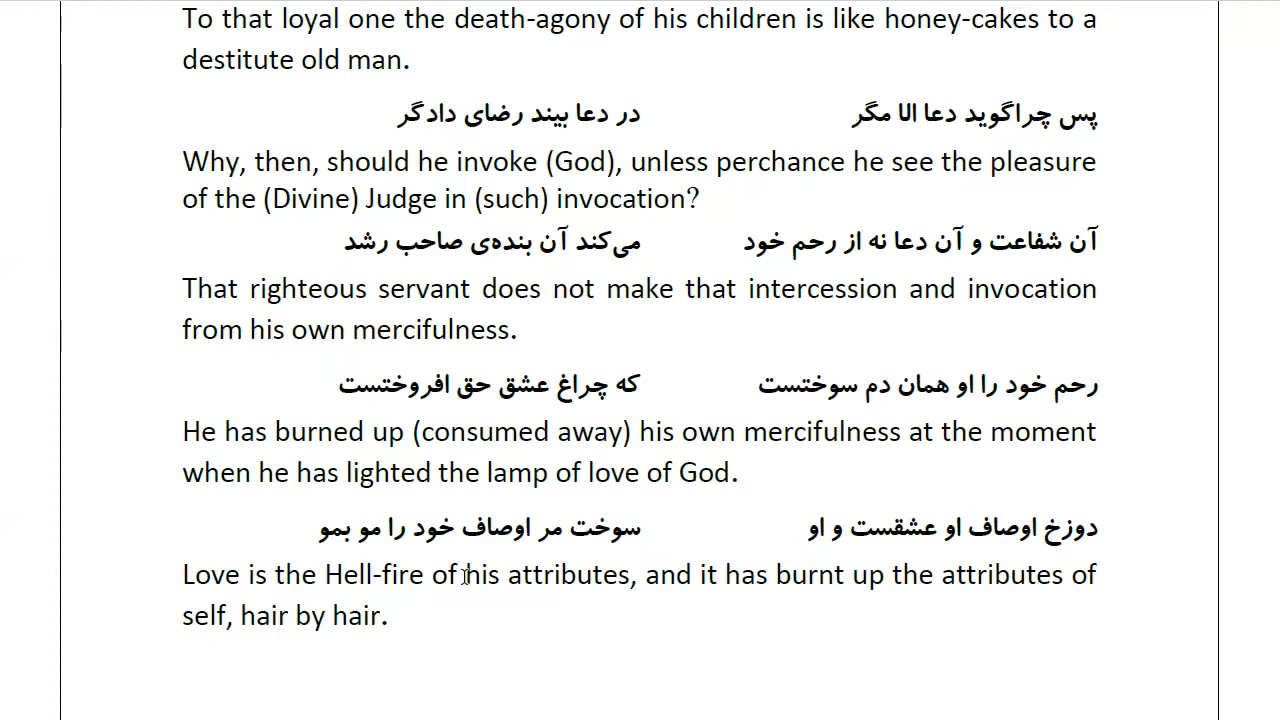 To that loyal one the death-agony of his children is like honey-cakes to a
destitute old man.
پس چراگوید دعا الا مگر در دعا بیند رضای دادگر
Why, then, should he invoke (God), unless perchance he see the pleasure
of the (Divine) Judge in (such) invocation?
آن شفاعت و آن دعا نه از رحم خود می‌کند آن بنده‌ی صاحب رشد
That righteous servant does not make that intercession and invocation
from his own mercifulness.
رحم خود را او همان دم سوختست که چراغ عشق حق افروختست
He has burned up (consumed away) his own mercifulness at the moment
when he has lighted the lamp of love of God.
دوزخ اوصاف او عشقست و او سوخت مر اوصاف خود را مو بمو
Love is the Hell-fire of his attributes, and it has burnt up the attributes of
self, hair by hair.